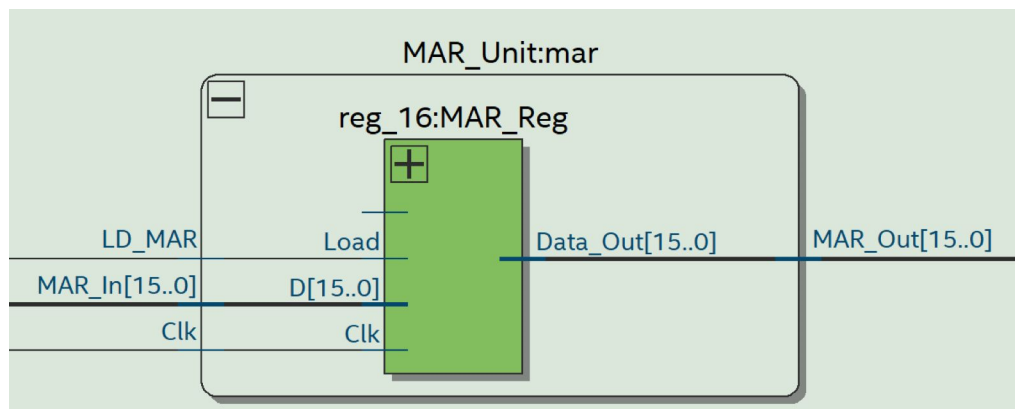 MAR_Unit:mar
reg_16:MAR_Reg
LD_MAR
Load
Data_Out[15..0]
MAR_Out[15..0]
MAR_In[15..0]
D[15..0]
Clk
Clk